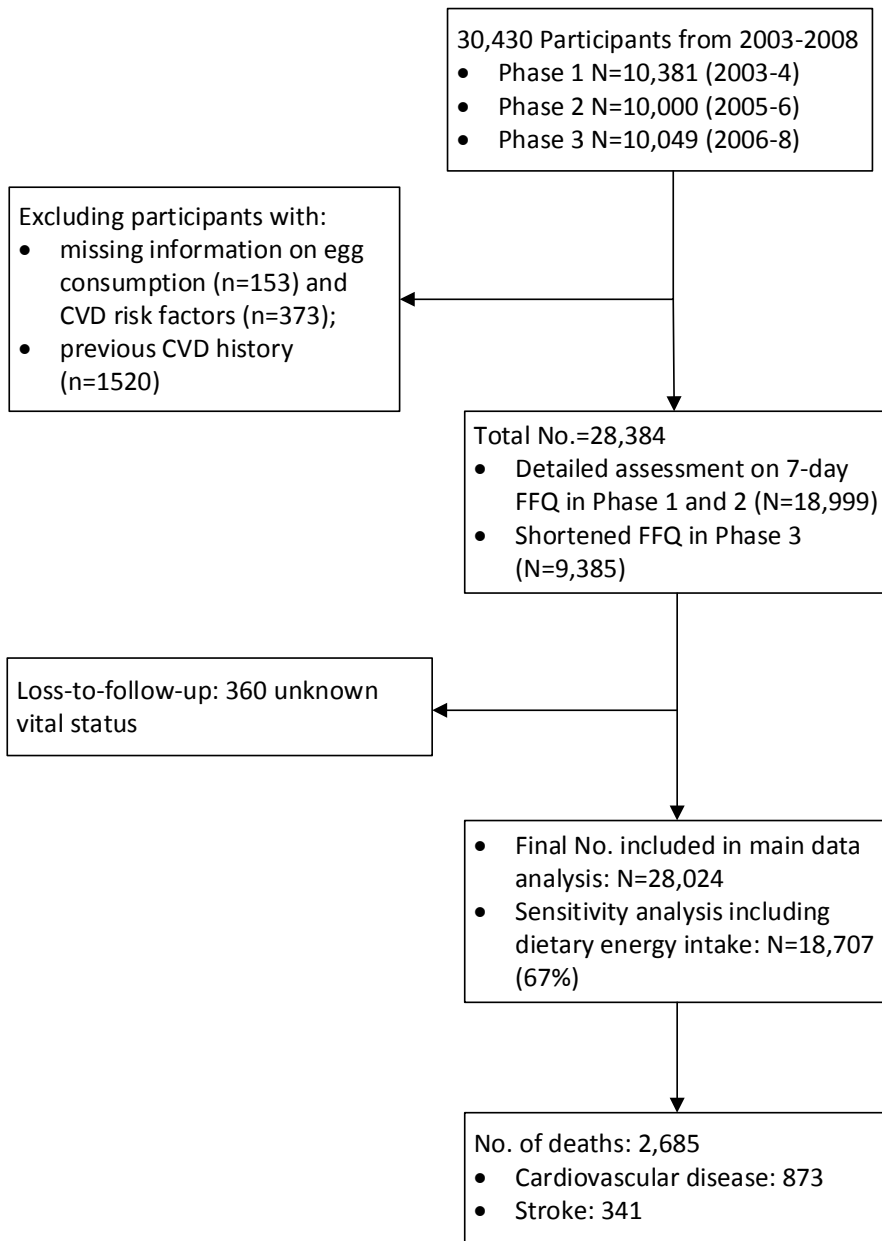 30,430 Participants from 2003-2008
• Phase 1 N=10,381 (2003-4)
• Phase 2 N=10,000 (2005-6)
• Phase 3 N=10,049 (2006-8)
Excluding participants with:
• missing information on egg
consumption (n=153) and
CVD risk factors (n=373);
• previous CVD history
(n=1520)
Total No.=28,384
• Detailed assessment on 7-day
FFQ in Phase 1 and 2 (N=18,999)
• Shortened FFQ in Phase 3
(N=9,385)
Loss-to-follow-up: 360 unknown
vital status
• Final No. included in main data
analysis: N=28,024
• Sensitivity analysis including
dietary energy intake: N=18,707
(67%)
No. of deaths: 2,685
• Cardiovascular disease: 873
• Stroke: 341